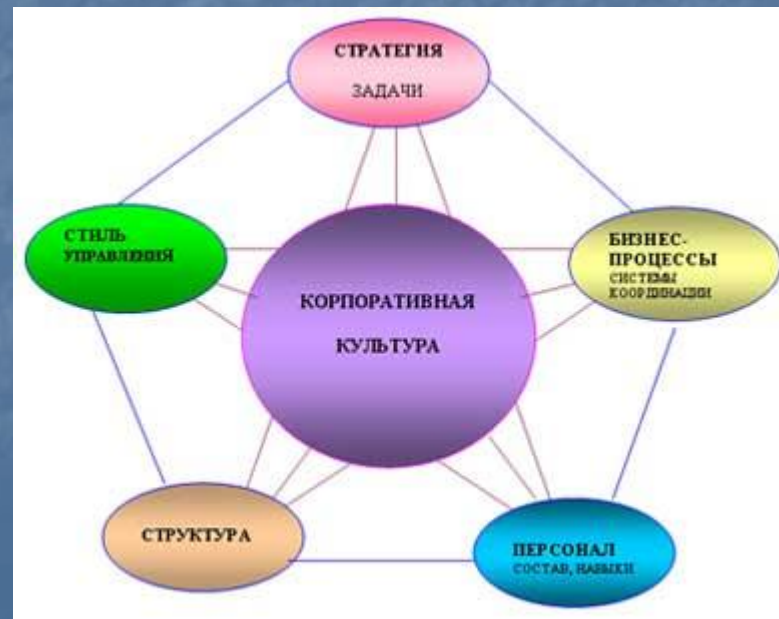 СТРАТЕГИЯ
ЗАДАЧИ
СТИЛЬ
УПРАВЛЕНИЯ
БИЗНЕС-
ПРОЦЕССЫ
СИСТЕМЫ
КООРДИНАЦИИ
КОРПОРАТИВНАЯ
КУЛЬТУРА
СТРУКТУРА
ПЕРСОНАЛ
СОСТАВ, НАВЫКИ